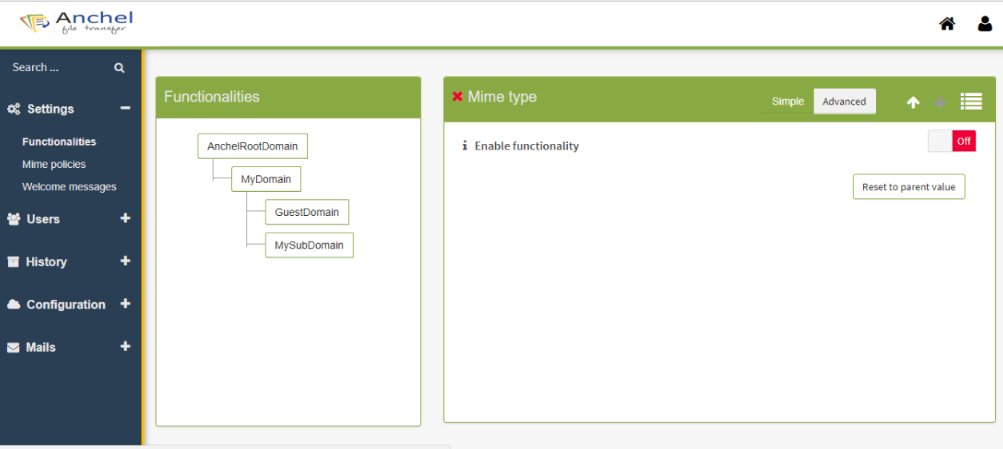 Anchel
file transfer
Search ...
Settings
Functionalities
Mime policies
Welcome messages
Users
History
Configuration
Mails
Functionalities
AnchelRootDomain
MyDomain
GuestDomain
MySubDomain
Mime type
Simple Advanced
Enable functionality
Off
Reset to parent value